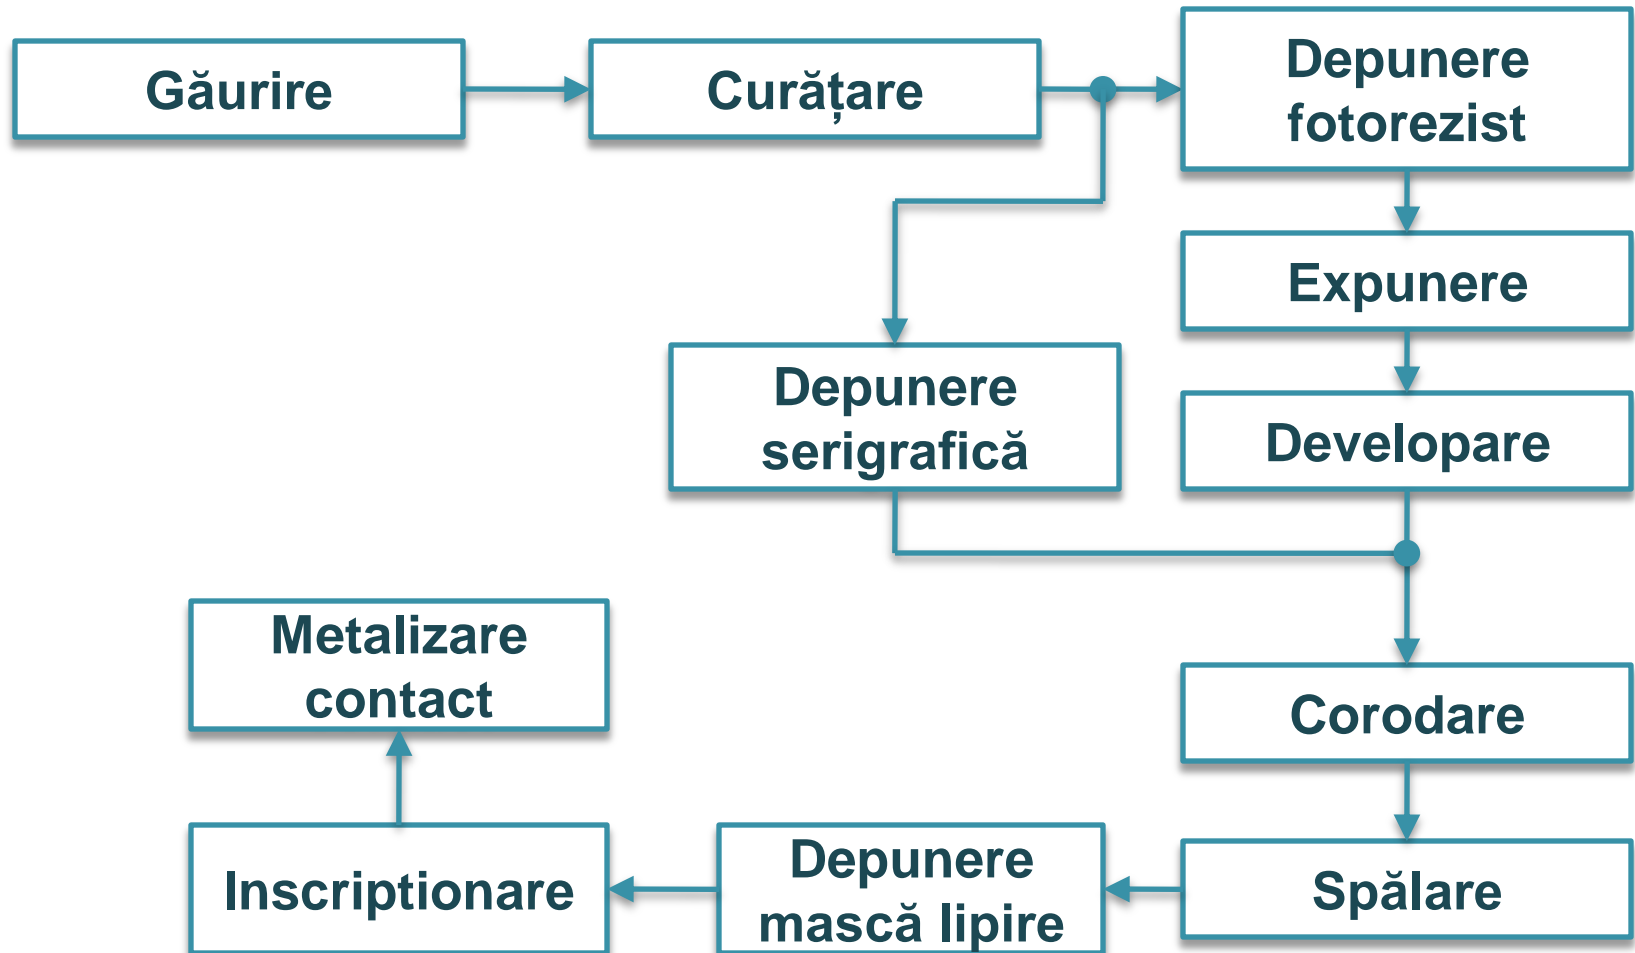 Găurire
Curățare
Depunere
fotorezist
Expunere
Depunere
serigrafică
Developare
Metalizare
contact
Corodare
Inscriptionare
Depunere
mască lipire
Spălare